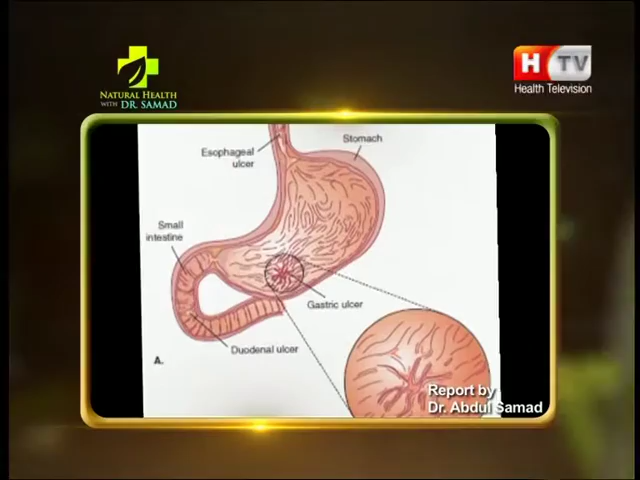 NATURAL HEALTH
WITH DR. SAMAD
HTV
Health Television
Esophageal
ulcer
Stomach
Small
intestine
Gastric ulcer
Duodenal ulcer
A.
Report by
Dr. Abdul Samad